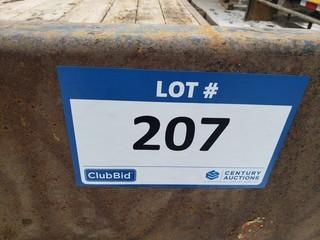 LOT #
207
ClubBid
CENTURY
AUCTIONS